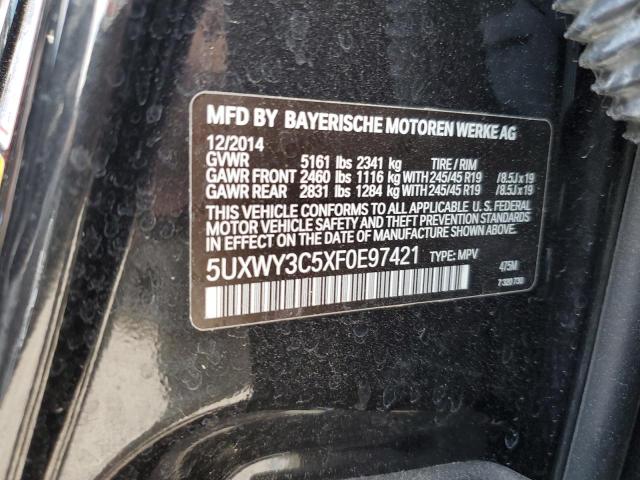 MFD BY BAYERISCHE MOTOREN WERKE AG
12/2014
GVWR 5161 lbs 2341 kg TIRE / RIM
GAWR FRONT 2460 lbs 1116 kg WITH 245/45 R19 /8.5J x 19
GAWR REAR 2831 lbs 1284 kg WITH 245/45 R19 /8.5J x 19
THIS VEHICLE CONFORMS TO ALL APPLICABLE U. S. FEDERAL
MOTOR VEHICLE SAFETY AND THEFT PREVENTION STANDARDS IN EFFECT ON THE
DATE OF MANUFACTURE SHOWN ABOVE.
5UXWY3C5XF0E97421 TYPE: MPV 475M
7 320 730